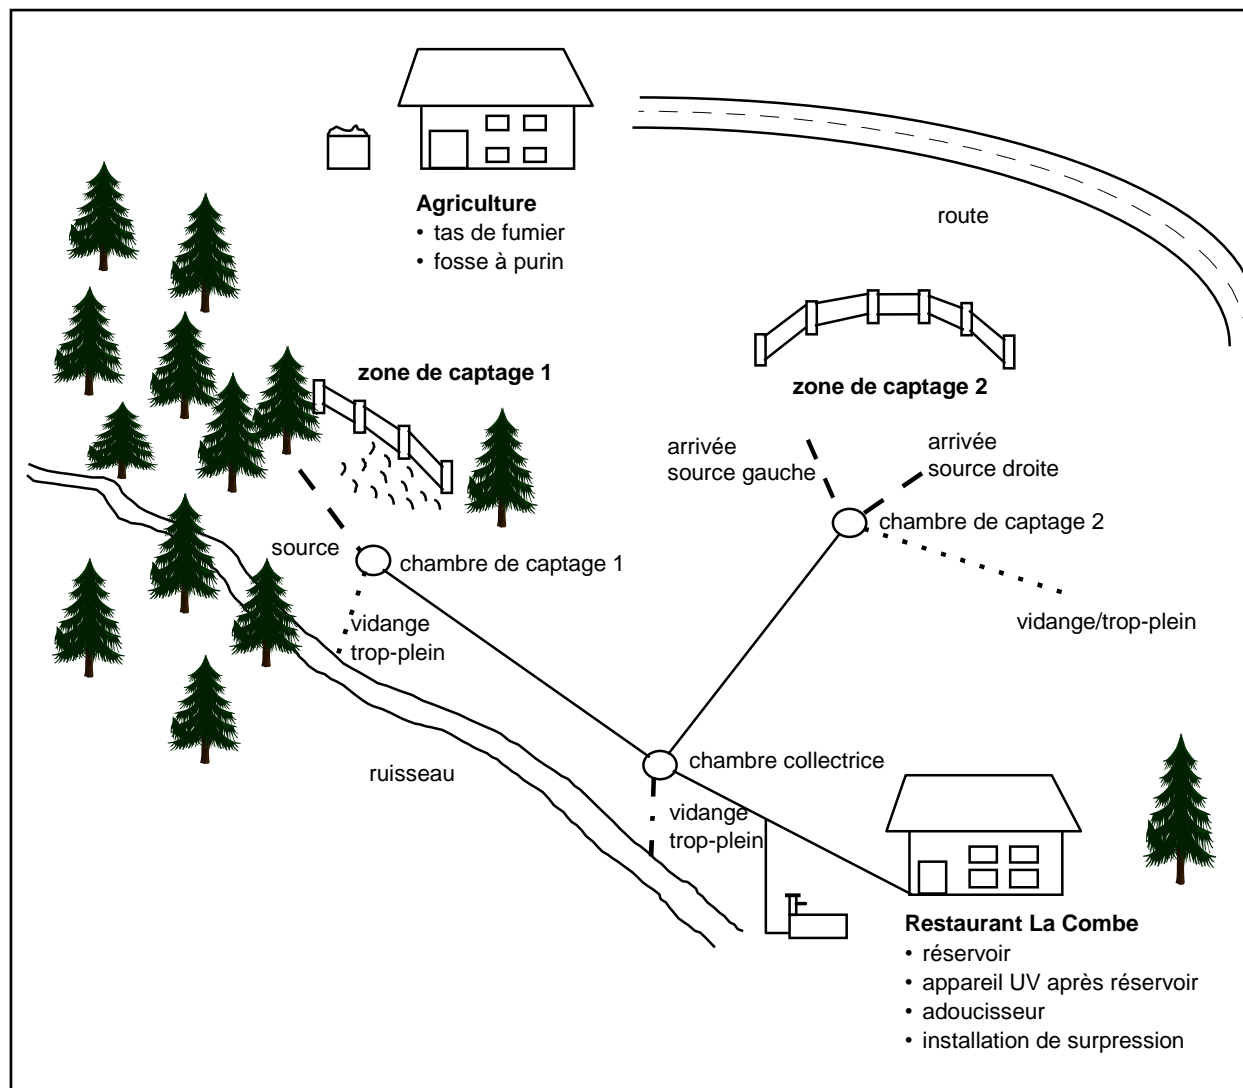 Agriculture
• tas de fumier
• fosse à purin
route
zone de captage 1
zone de captage 2
arrivée
source gauche
arrivée
source droite
chambre de captage 2
source
chambre de captage 1
vidange
trop-plein
vidange/trop-plein
ruisseau
chambre collectrice
vidange
trop-plein
Restaurant La Combe
• réservoir
• appareil UV après réservoir
• adoucisseur
• installation de surpression